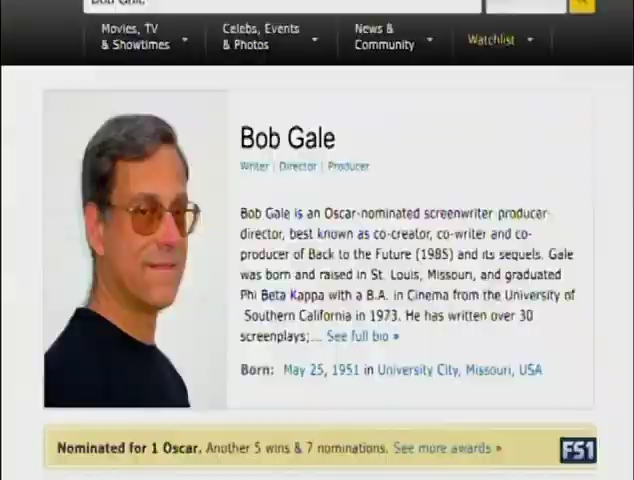 Bob Gale
Movies, TV
& Showtimes
Celebs, Events
& Photos
News &
Community
Watchlist
Bob Gale
Writer | Director | Producer
Bob Gale is an Oscar-nominated screenwriter producer-
director, best known as co-creator, co-writer and co-
producer of Back to the Future (1985) and its sequels. Gale
was born and raised in St. Louis, Missouri, and graduated
Phi Beta Kappa with a B.A. in Cinema from the University of
Southern California in 1973. He has written over 30
screenplays;... See full bio »
Born: May 25, 1951 in University City, Missouri, USA
Nominated for 1 Oscar. Another 5 wins & 7 nominations. See more awards »
FS1